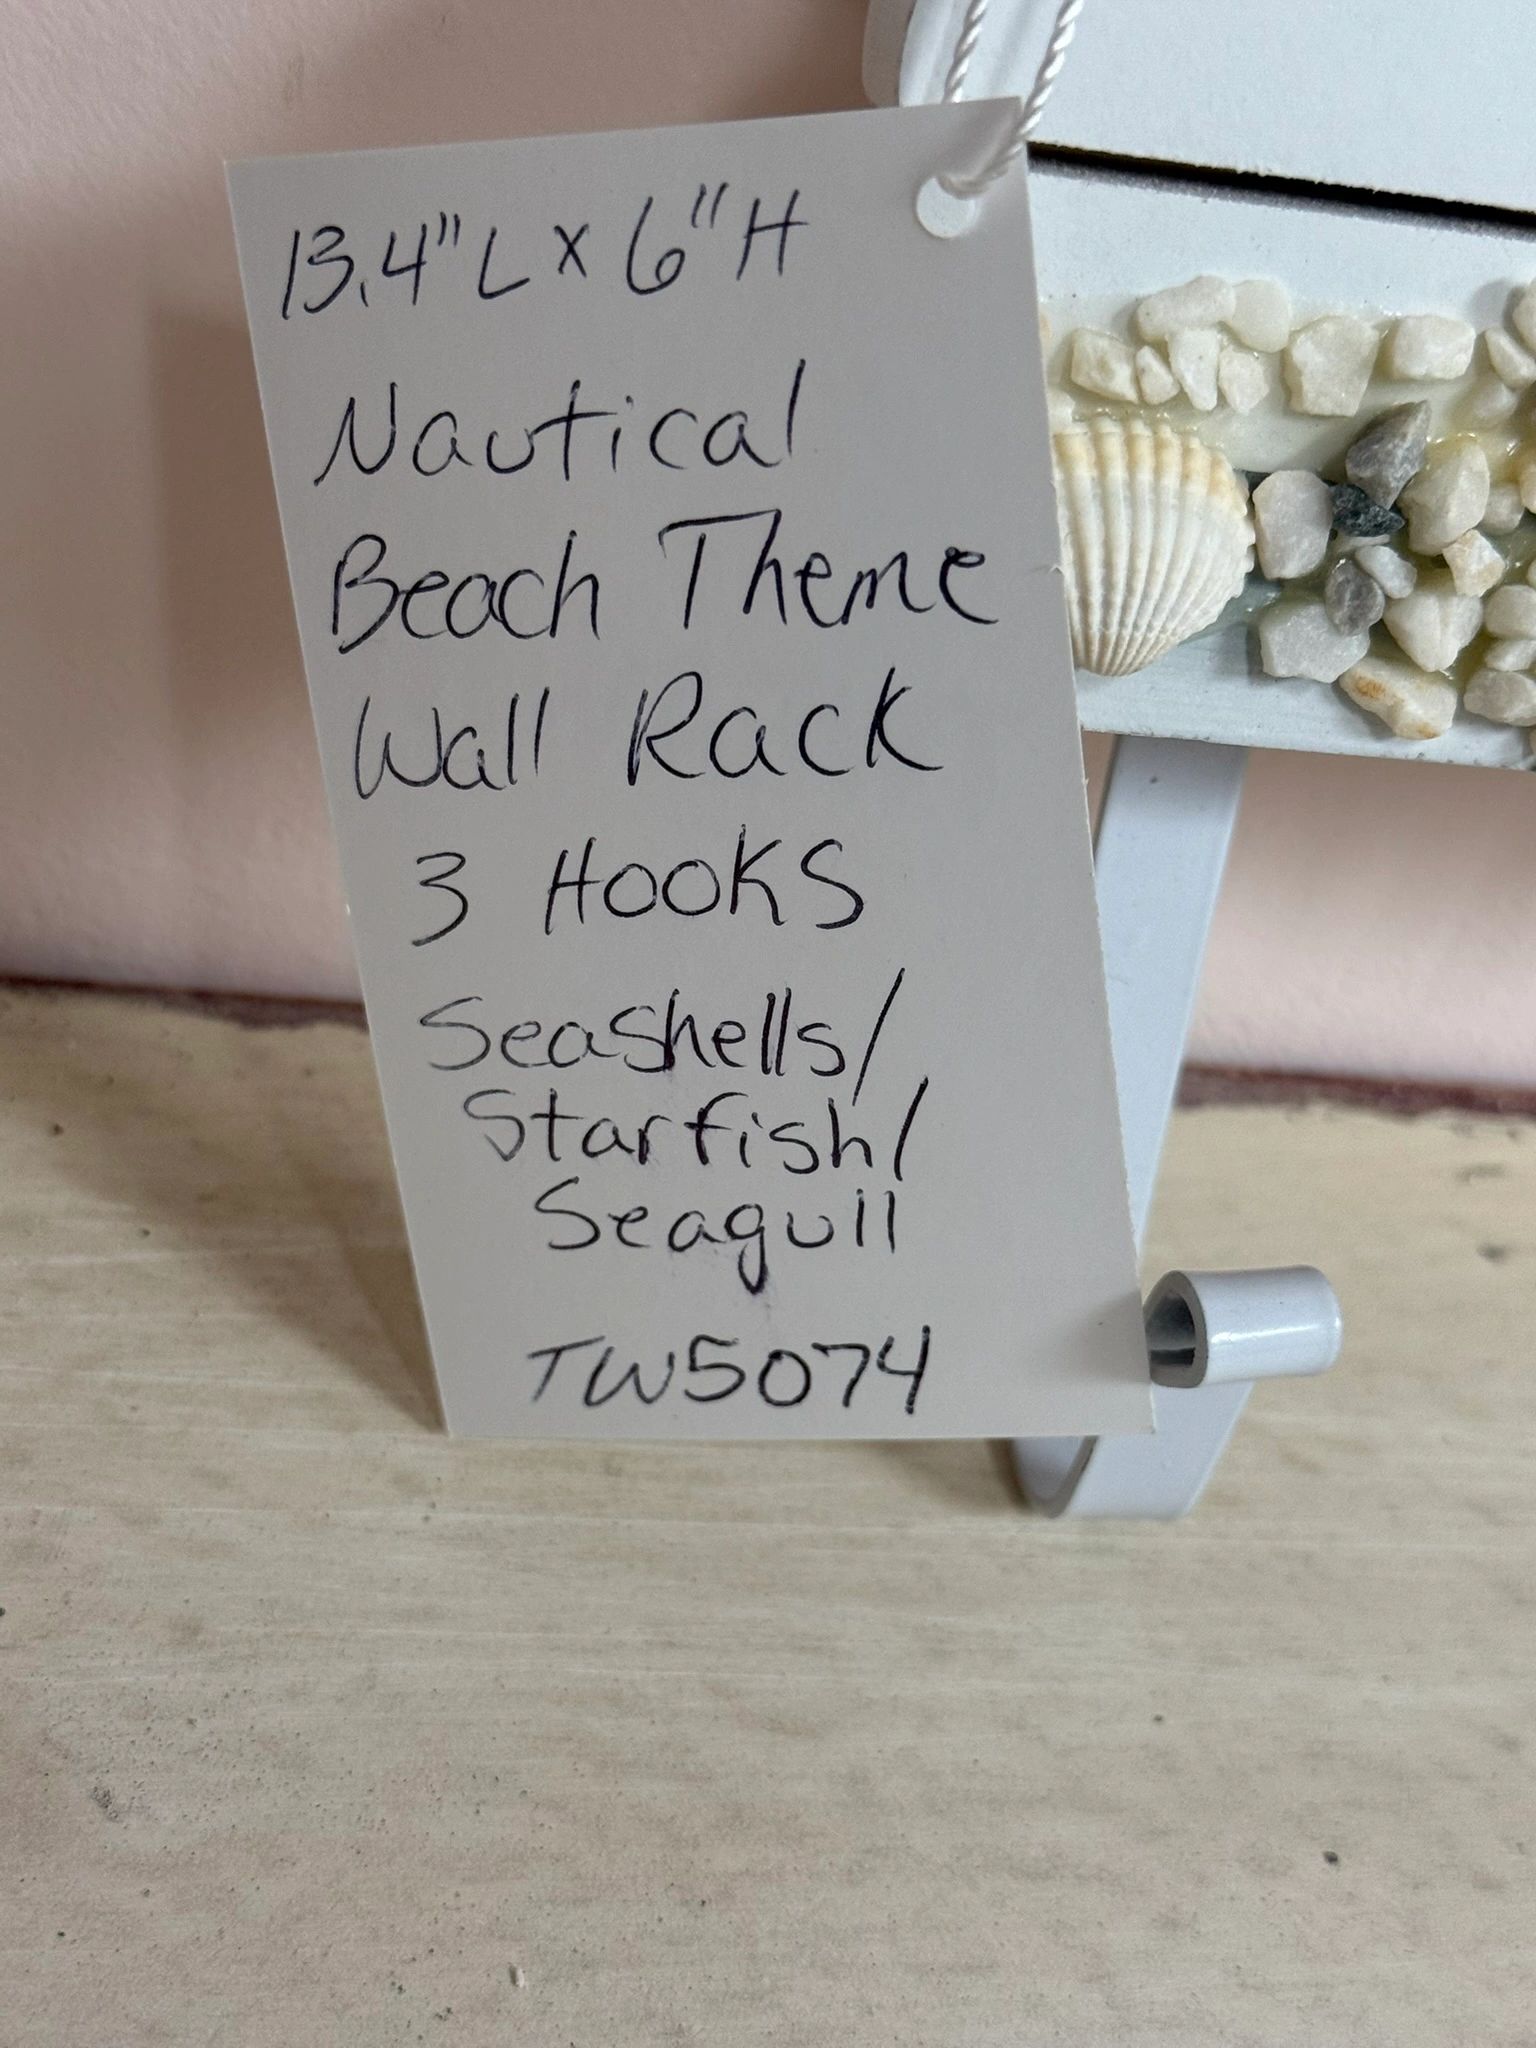 13.4" L x 6" H
Nautical
Beach Theme
Wall Rack
3 HOOKS
Seashells/
Starfish/
Seagull
TW5074